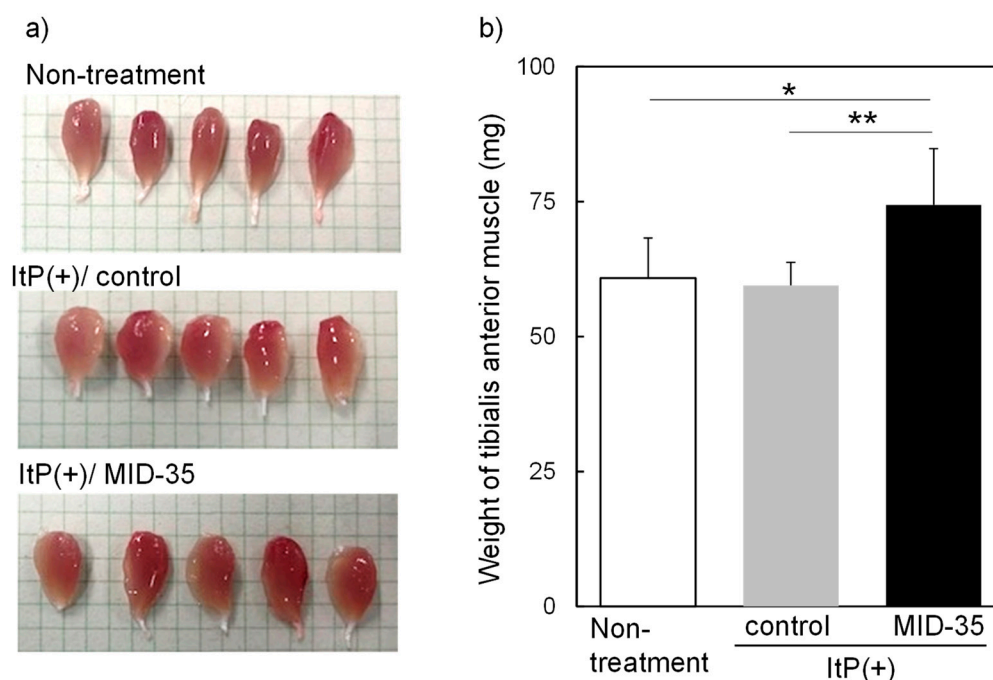 a)
Non-treatment
ItP(+)/ control
ItP(+)/ MID-35
b)
Weight of tibialis anterior muscle (mg)
100
75
50
25
0
*
**
Non-
treatment
control
MID-35
ItP(+)